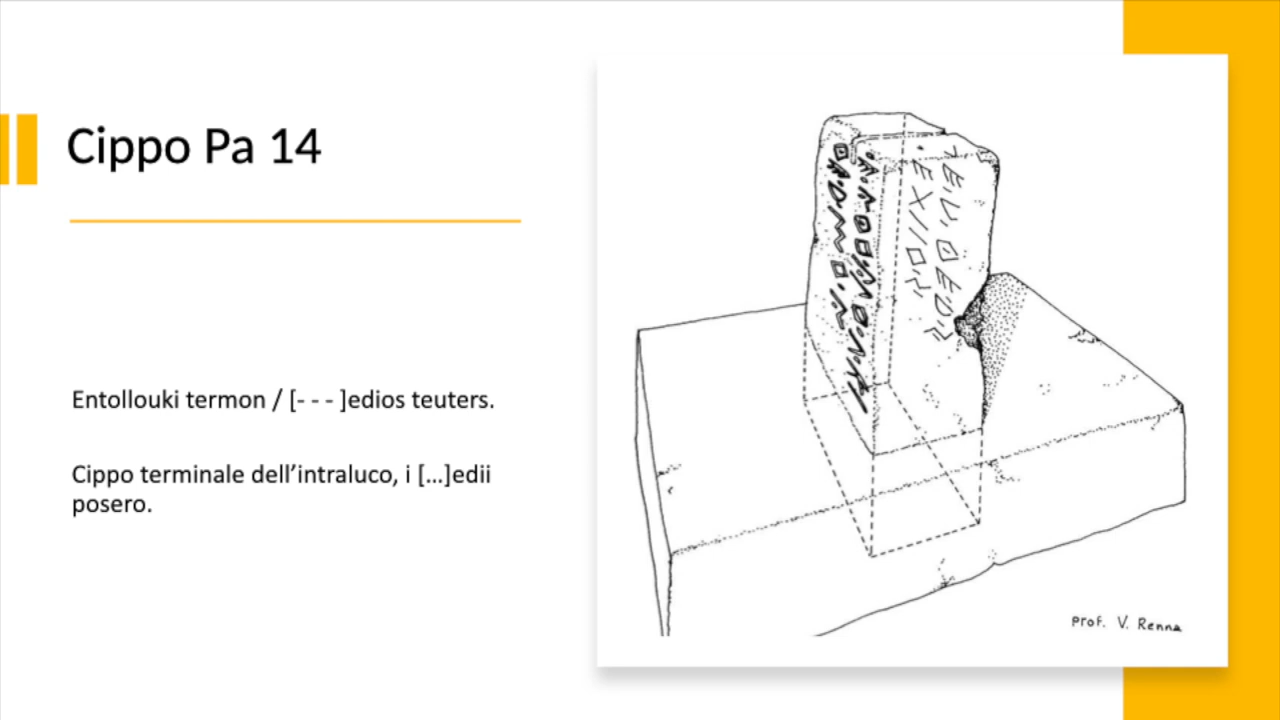 Cippo Pa 14
Entollouki termon / [- - - ]edios teuters.
Cippo terminale dell’intraluco, i […]edii
posero.
prof. V. Renna